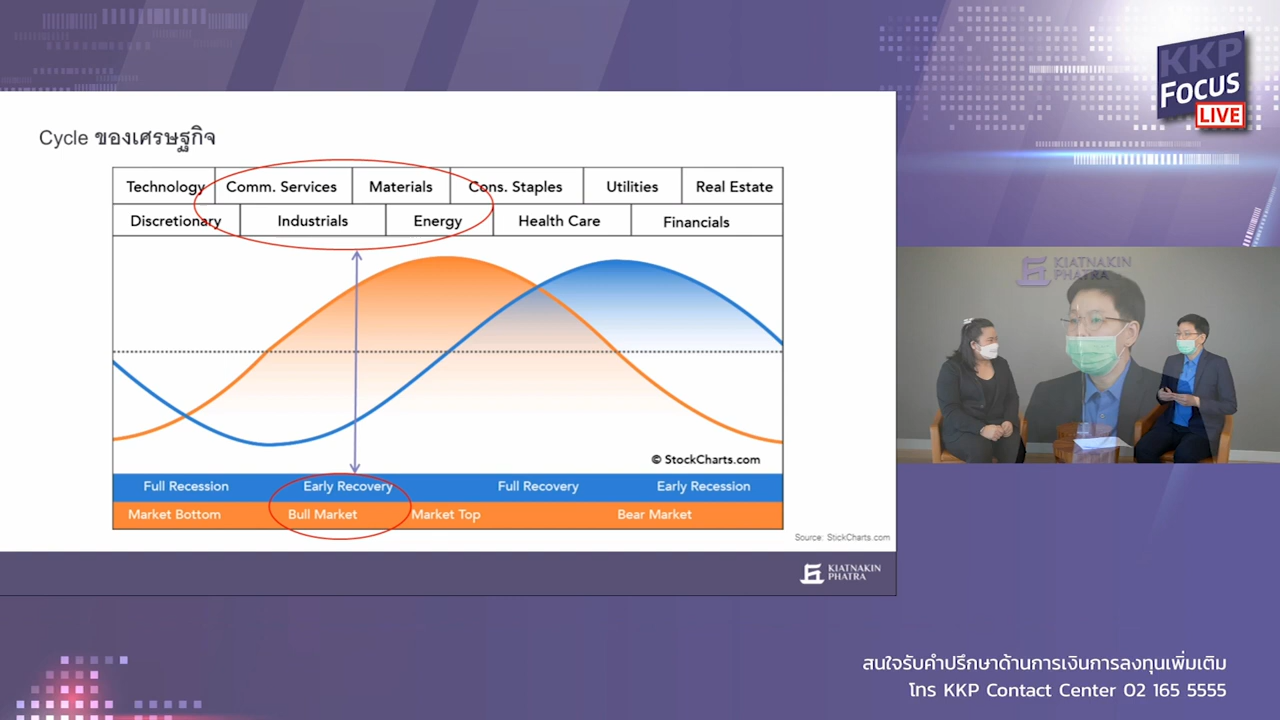 KKP
FOCUS
LIVE
Cycle ของเศรษฐกิจ
Technology Comm. Services Materials Cons. Staples Utilities Real Estate
Discretionary Industrials Energy Health Care Financials
© StockCharts.com
Full Recession Early Recovery Full Recovery Early Recession
Market Bottom Bull Market Market Top Bear Market
Source: StickCharts.com
KIATNAKIN
PHATRA
KIATNAKIN
PHATRA
สนใจรับคำปรึกษาด้านการเงินการลงทุนเพิ่มเติม
โทร KKP Contact Center 02 165 5555